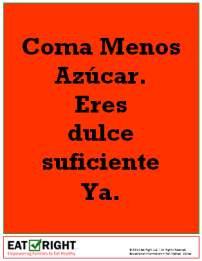 Coma Menos
Azúcar.
Eres
dulce
suficiente
Ya.
EAT RIGHT
Empowering Families to Eat Healthy